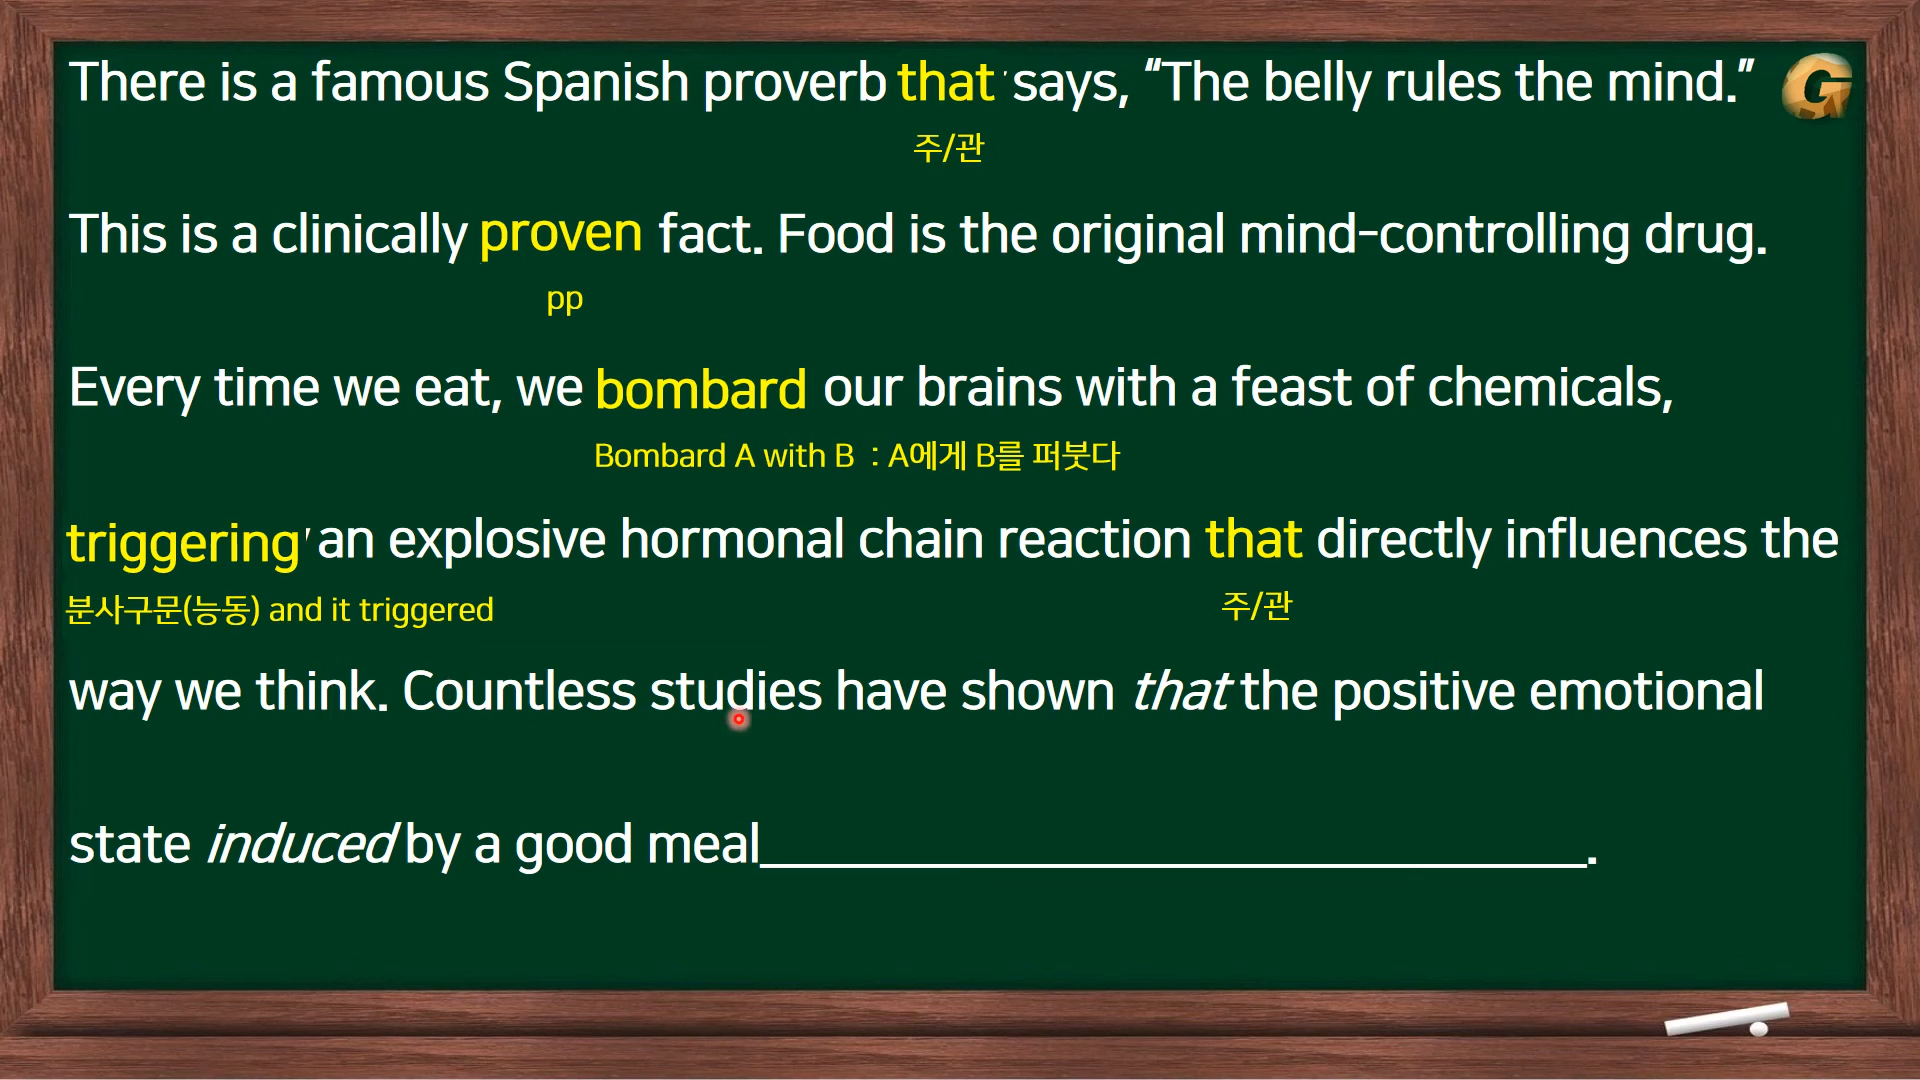 There is a famous Spanish proverb that says, “The belly rules the mind.”
G
주/관
This is a clinically proven fact. Food is the original mind-controlling drug.
pp
Every time we eat, we bombard our brains with a feast of chemicals,
Bombard A with B : A에게 B를 퍼붓다
triggering an explosive hormonal chain reaction that directly influences the
분사구문(능동) and it triggered 주/관
way we think. Countless studies have shown that the positive emotional
state induced by a good meal______________________________.